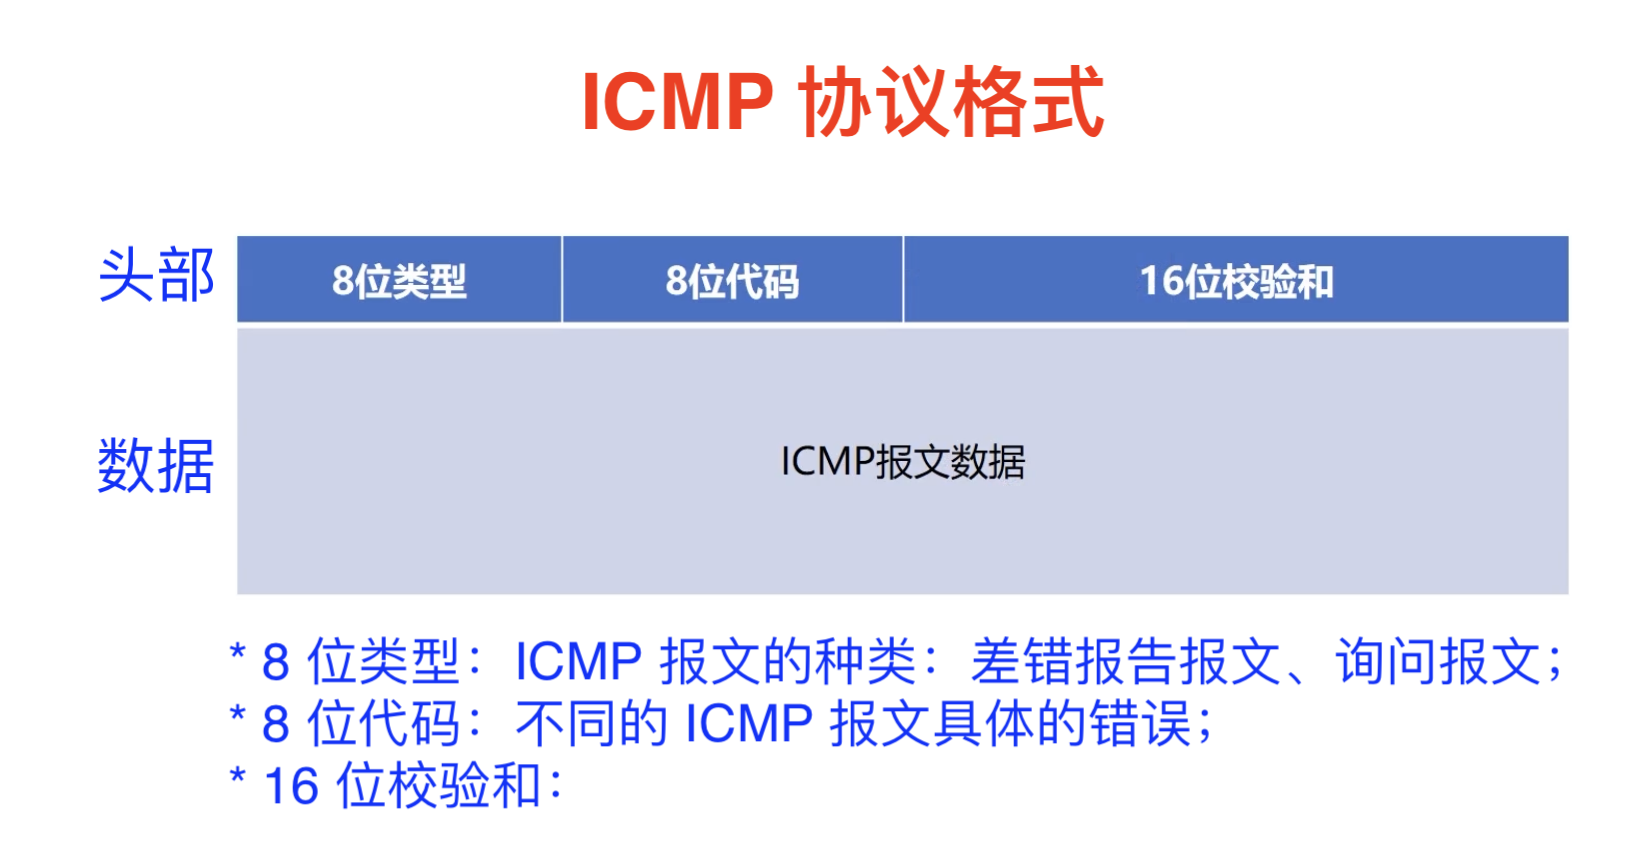 ICMP 协议格式
头部
8位类型
8位代码
16位校验和
数据
ICMP报文数据
* 8 位类型：ICMP 报文的种类：差错报告报文、询问报文；
* 8 位代码：不同的 ICMP 报文具体的错误；
* 16 位校验和：